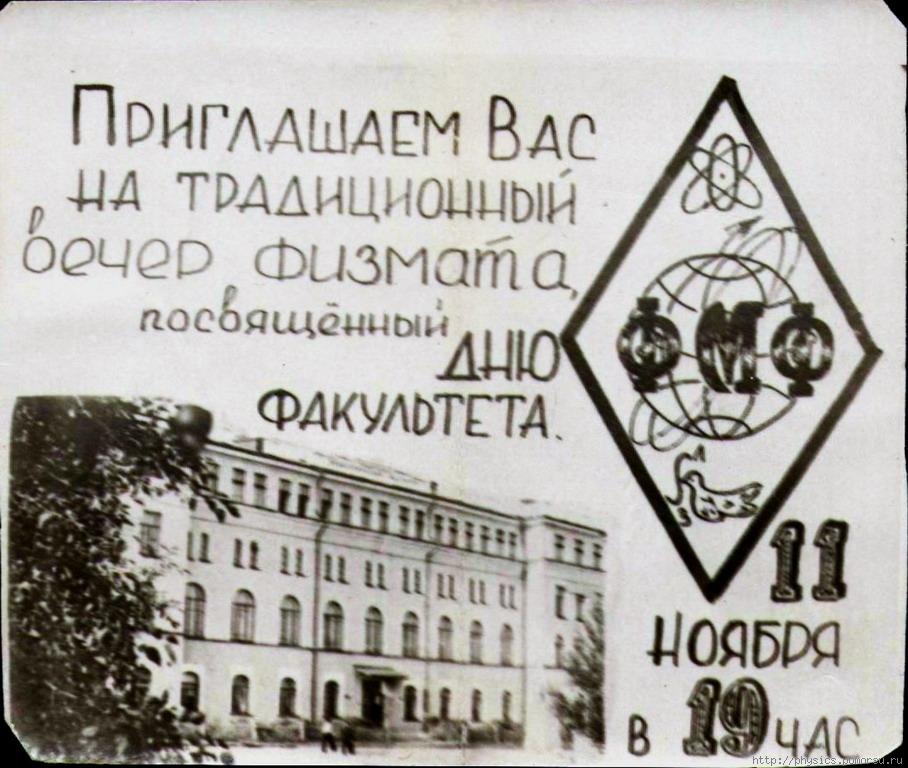 Приглашаем Вас
на традиционный
вечер физмата,
посвящённый
Дню
факультета.
ФМФ
11
ноября
в 19 час
http://physics.pomorsu.ru